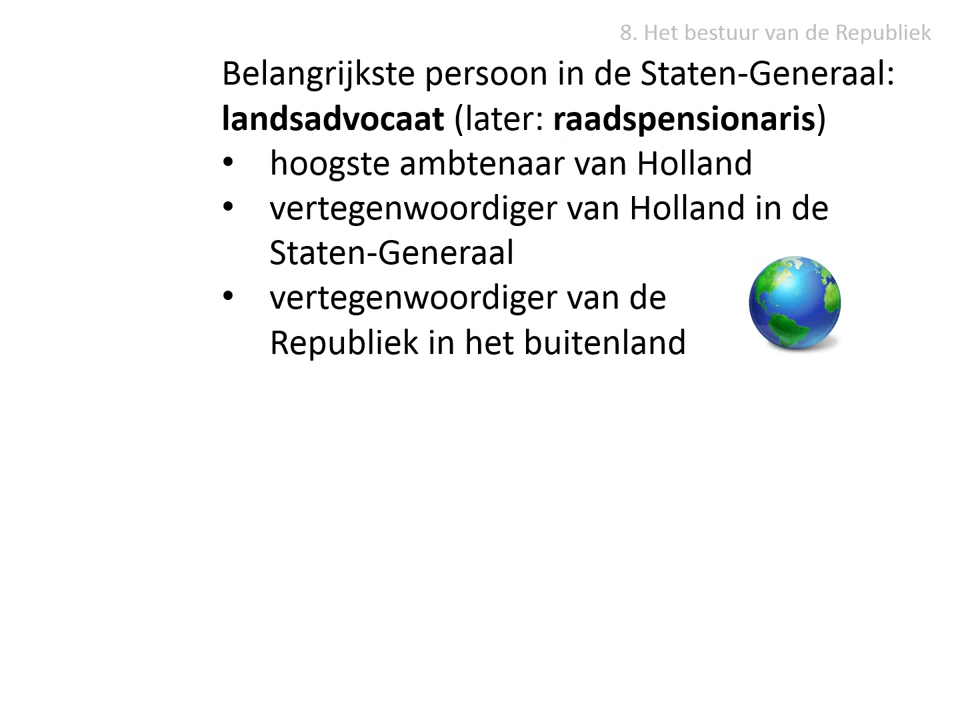 8. Het bestuur van de Republiek
Belangrijkste persoon in de Staten-Generaal:
landsadvocaat (later: raadspensionaris)
• hoogste ambtenaar van Holland
• vertegenwoordiger van Holland in de
Staten-Generaal
• vertegenwoordiger van de
Republiek in het buitenland